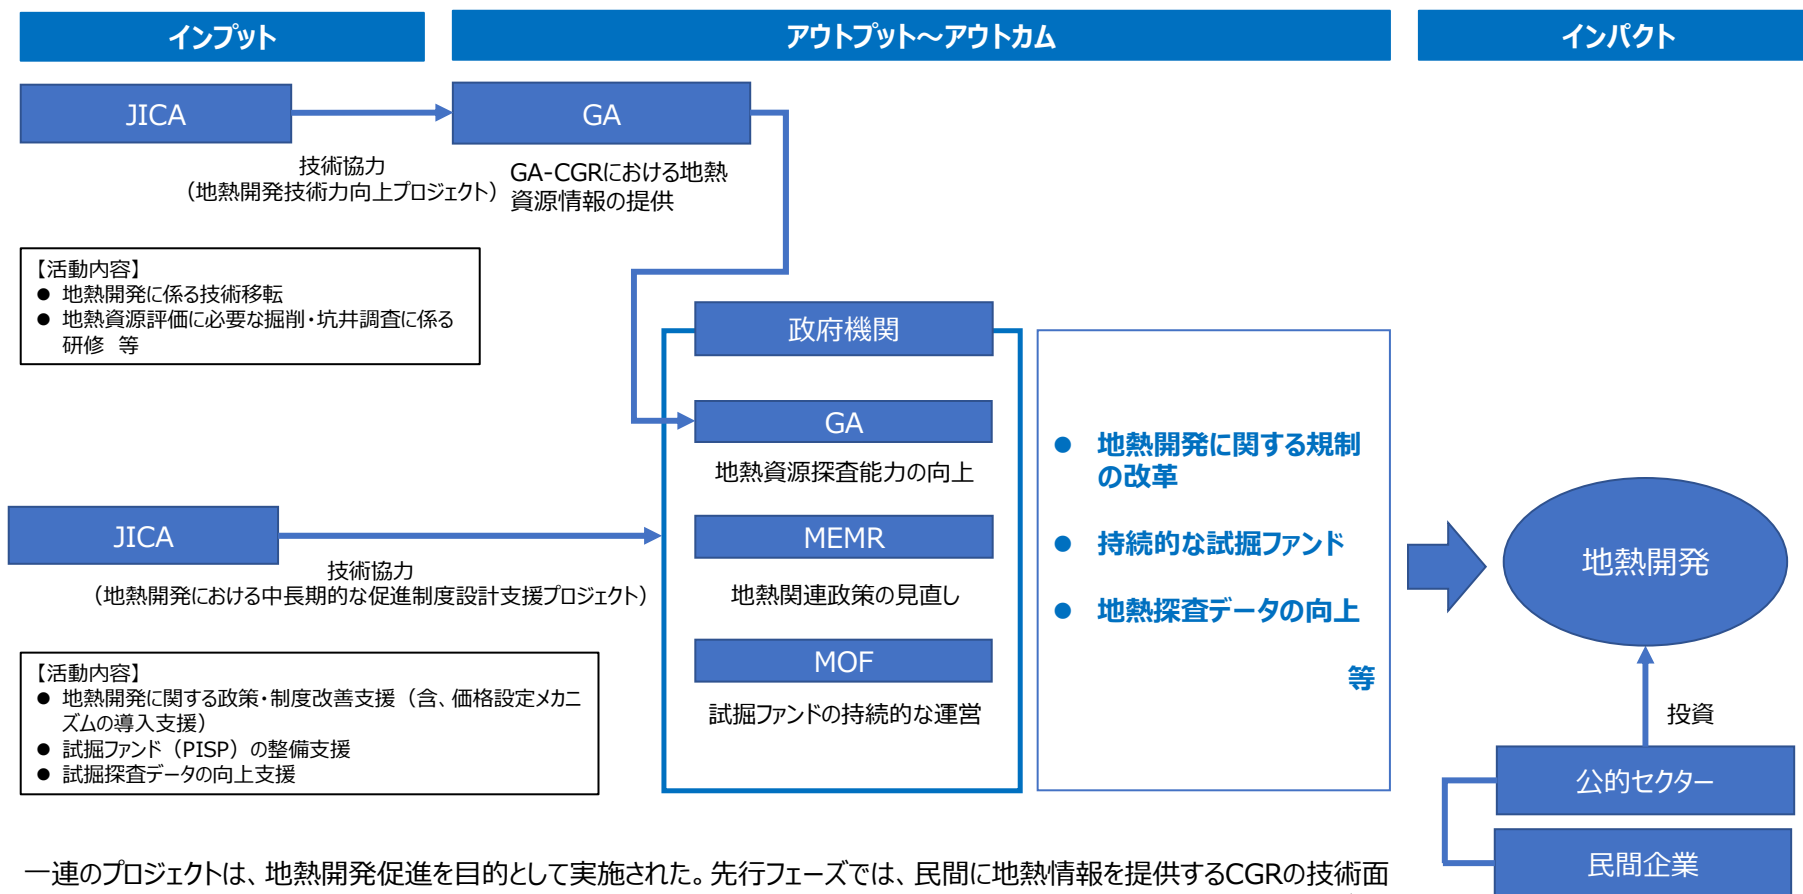 インプット
アウトプット～アウトカム
インパクト
JICA
GA
技術協力
（地熱開発技術力向上プロジェクト）
GA-CGRにおける地熱
資源情報の提供
【活動内容】
● 地熱開発に係る技術移転
● 地熱資源評価に必要な掘削・坑井調査に係る
研修 等
政府機関
GA
地熱資源探査能力の向上
JICA
技術協力
（地熱開発における中長期的な促進制度設計支援プロジェクト）
MEMR
地熱関連政策の見直し
MOF
試掘ファンドの持続的な運営
【活動内容】
● 地熱開発に関する政策・制度改善支援（含、価格設定メカニ
ズムの導入支援）
● 試掘ファンド（PISP）の整備支援
● 試掘探査データの向上支援
● 地熱開発に関する規制
の改革
● 持続的な試掘ファンド
● 地熱探査データの向上
等
地熱開発
投資
公的セクター
民間企業
一連のプロジェクトは、地熱開発促進を目的として実施された。先行フェーズでは、民間に地熱情報を提供するCGRの技術面